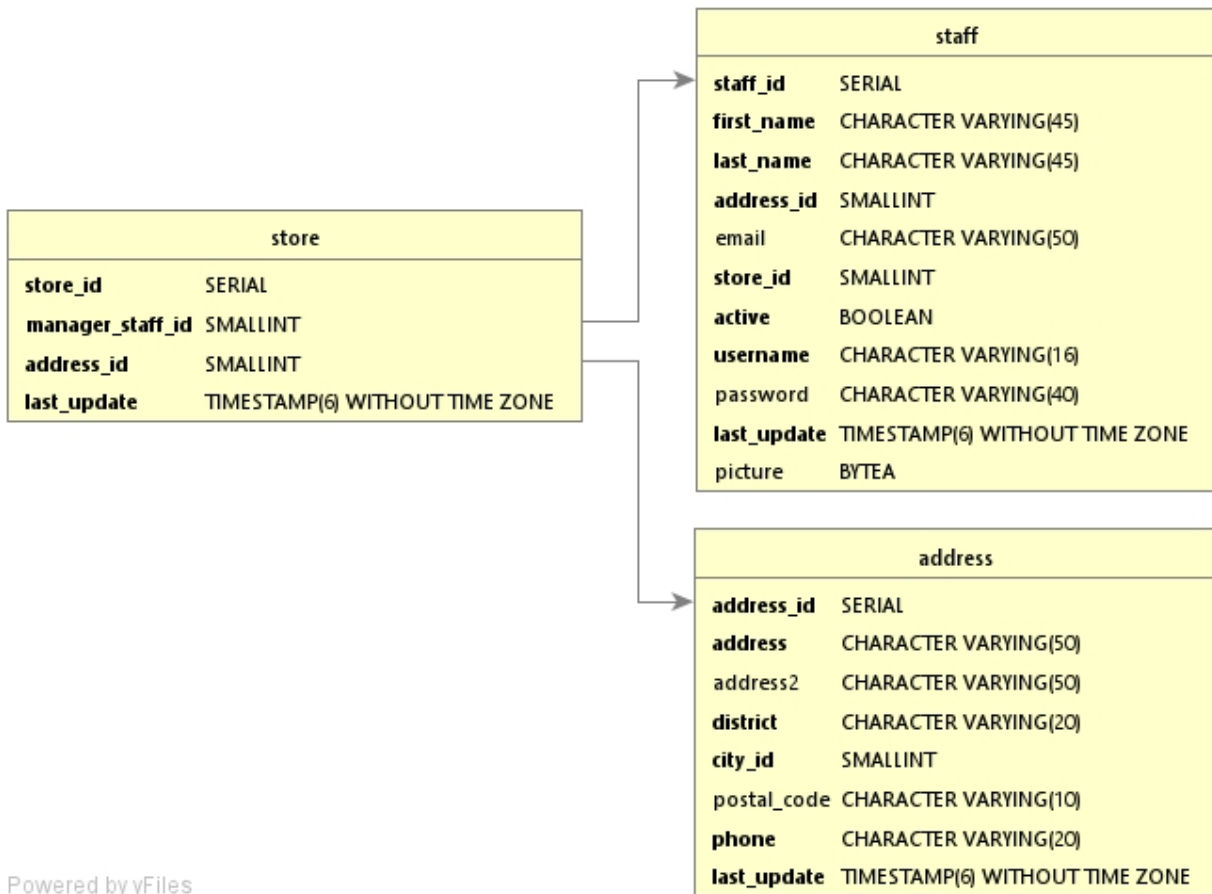 staff
staff_id SERIAL
first_name CHARACTER VARYING(45)
last_name CHARACTER VARYING(45)
address_id SMALLINT
email CHARACTER VARYING(50)
store_id SMALLINT
active BOOLEAN
username CHARACTER VARYING(16)
password CHARACTER VARYING(40)
last_update TIMESTAMP(6) WITHOUT TIME ZONE
picture BYTEA
store
store_id SERIAL
manager_staff_id SMALLINT
address_id SMALLINT
last_update TIMESTAMP(6) WITHOUT TIME ZONE
address
address_id SERIAL
address CHARACTER VARYING(50)
address2 CHARACTER VARYING(50)
district CHARACTER VARYING(20)
city_id SMALLINT
postal_code CHARACTER VARYING(10)
phone CHARACTER VARYING(20)
last_update TIMESTAMP(6) WITHOUT TIME ZONE
Powered by yFiles